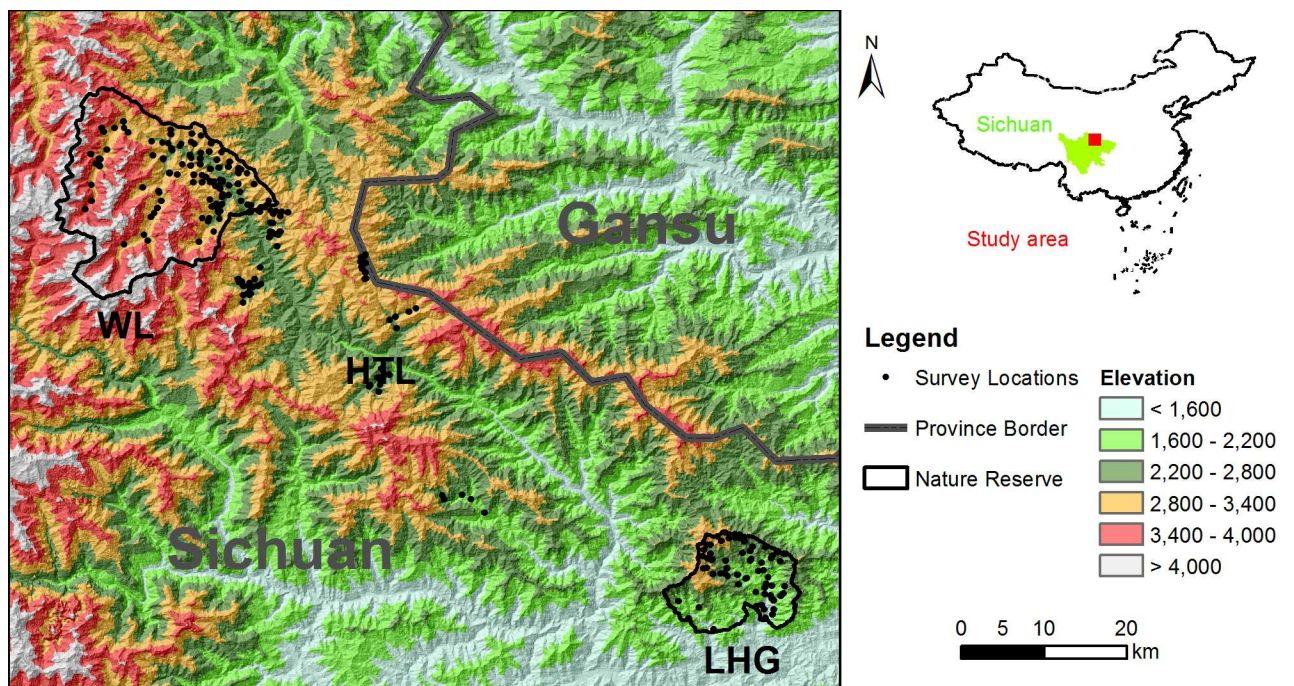 Gansu
WL
HTL
Sichuan
LHG
N
Sichuan
Study area
Legend
Survey Locations
Province Border
Nature Reserve
Elevation
< 1,600
1,600 - 2,200
2,200 - 2,800
2,800 - 3,400
3,400 - 4,000
> 4,000
0 5 10 20
km